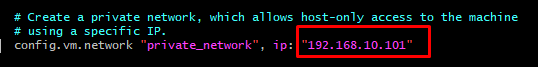 # Create a private network, which allows host-only access to the machine
# using a specific IP.
config.vm.network "private_network", ip: "192.168.10.101"